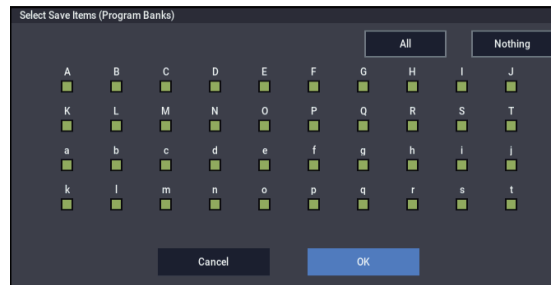 Select Save Items (Program Banks)
All Nothing
A B C D E F G H I J
K L M N O P Q R S T
a b c d e f g h i j
k l m n o p q r s t
Cancel OK